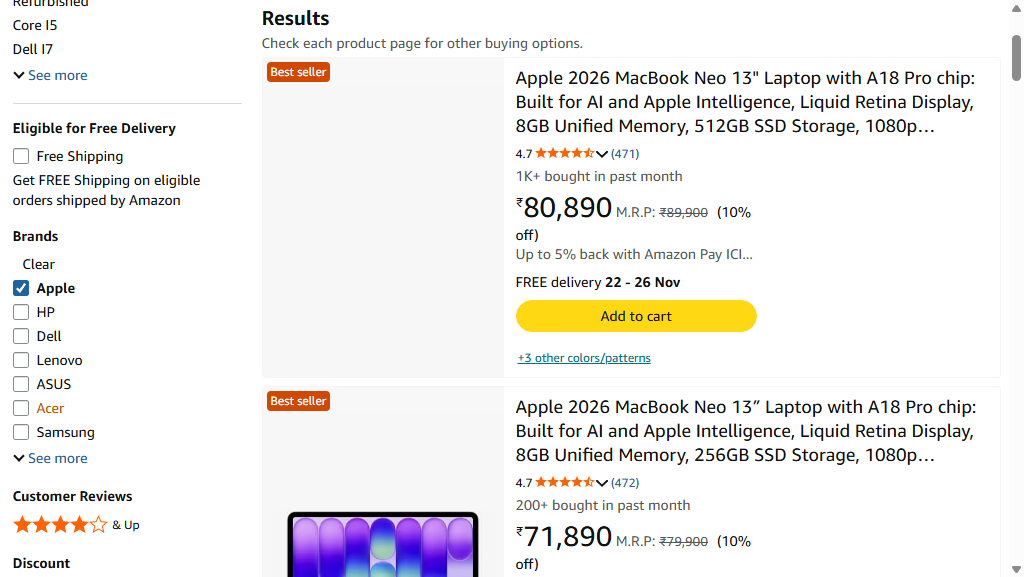 Refurbished
Core I5
Dell I7
See more
Eligible for Free Delivery
Free Shipping
Get FREE Shipping on eligible
orders shipped by Amazon
Brands
Clear
Apple
HP
Dell
Lenovo
ASUS
Acer
Samsung
See more
Customer Reviews
& Up
Discount
Results
Check each product page for other buying options.
Best seller
Apple 2026 MacBook Neo 13" Laptop with A18 Pro chip:
Built for AI and Apple Intelligence, Liquid Retina Display,
8GB Unified Memory, 512GB SSD Storage, 1080p…
4.7 (471)
1K+ bought in past month
₹80,890 M.R.P: ₹89,900 (10%
off)
Up to 5% back with Amazon Pay ICI…
FREE delivery 22 - 26 Nov
Add to cart
+3 other colors/patterns
Best seller
Apple 2026 MacBook Neo 13″ Laptop with A18 Pro chip:
Built for AI and Apple Intelligence, Liquid Retina Display,
8GB Unified Memory, 256GB SSD Storage, 1080p…
4.7 (472)
200+ bought in past month
₹71,890 M.R.P: ₹79,900 (10%
off)